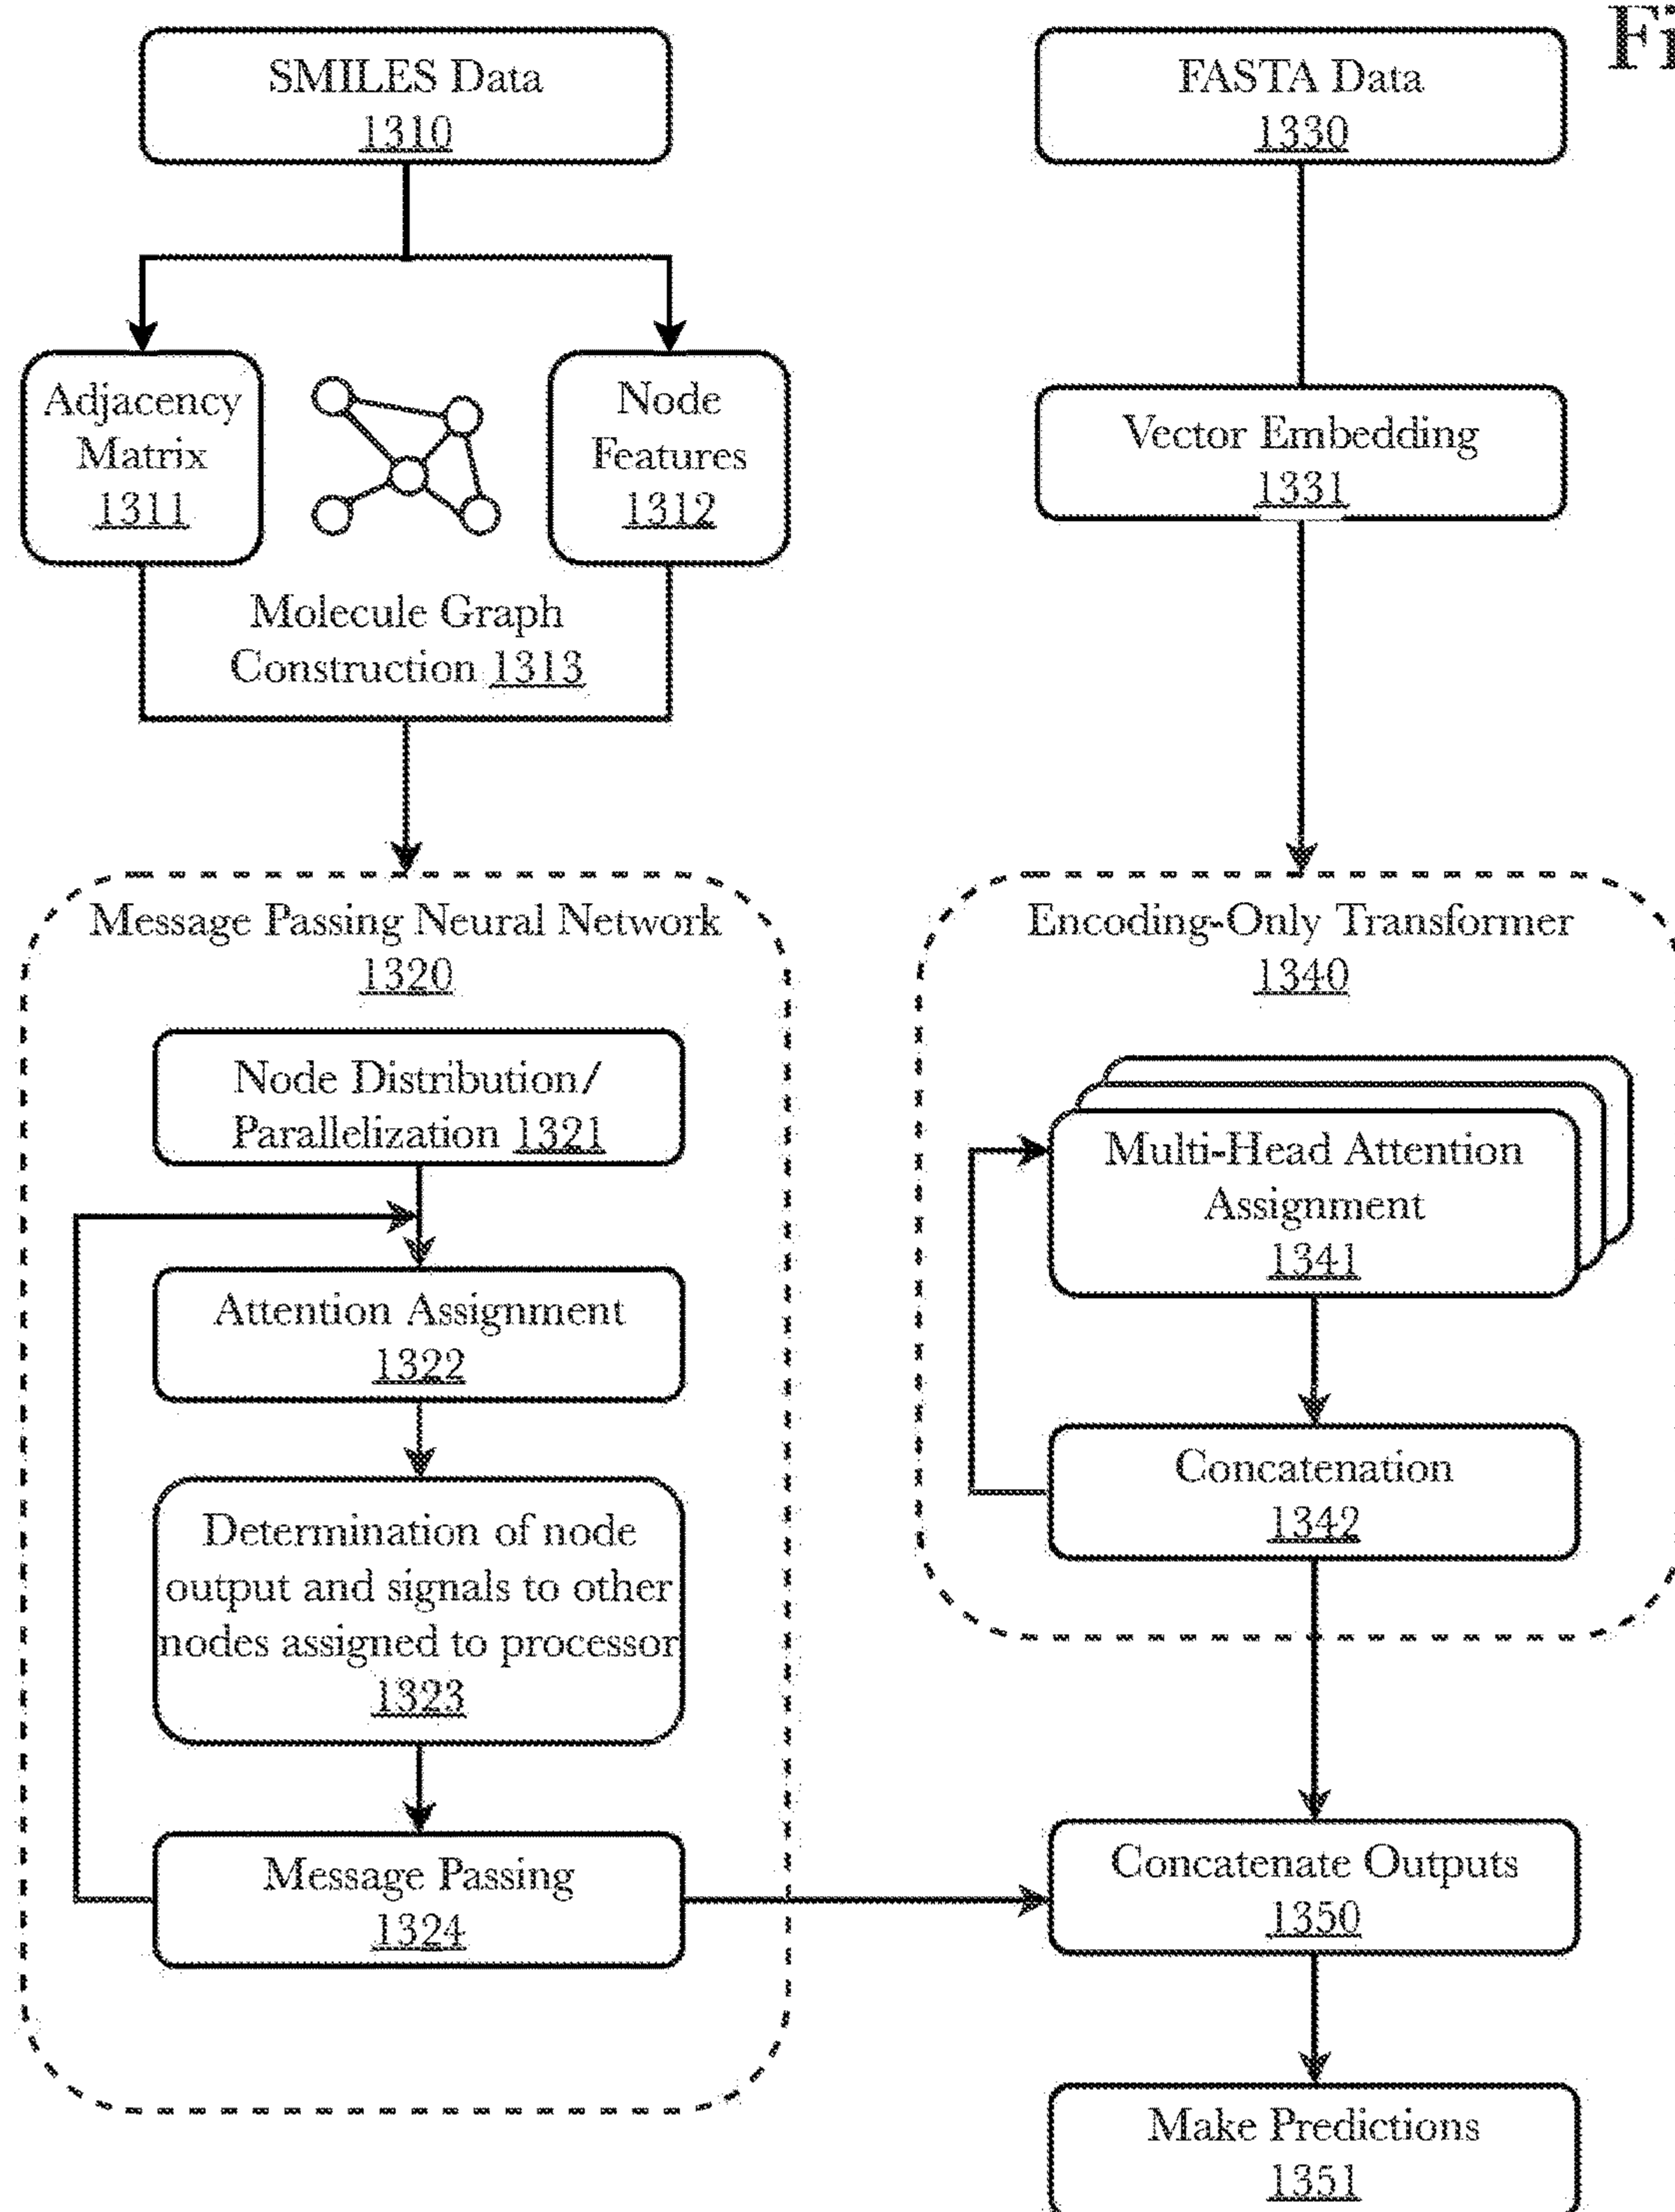 Fi
SMILES Data
1310
FASTA Data
1330
Adjacency
Matrix
1311
Node
Features
1312
Vector Embedding
1331
Molecule Graph
Construction 1313
Message Passing Neural Network
1320
Node Distribution/
Parallelization 1321
Attention Assignment
1322
Determination of node
output and signals to other
nodes assigned to processor
1323
Message Passing
1324
Encoding-Only Transformer
1340
Multi-Head Attention
Assignment
1341
Concatenation
1342
Concatenate Outputs
1350
Make Predictions
1351